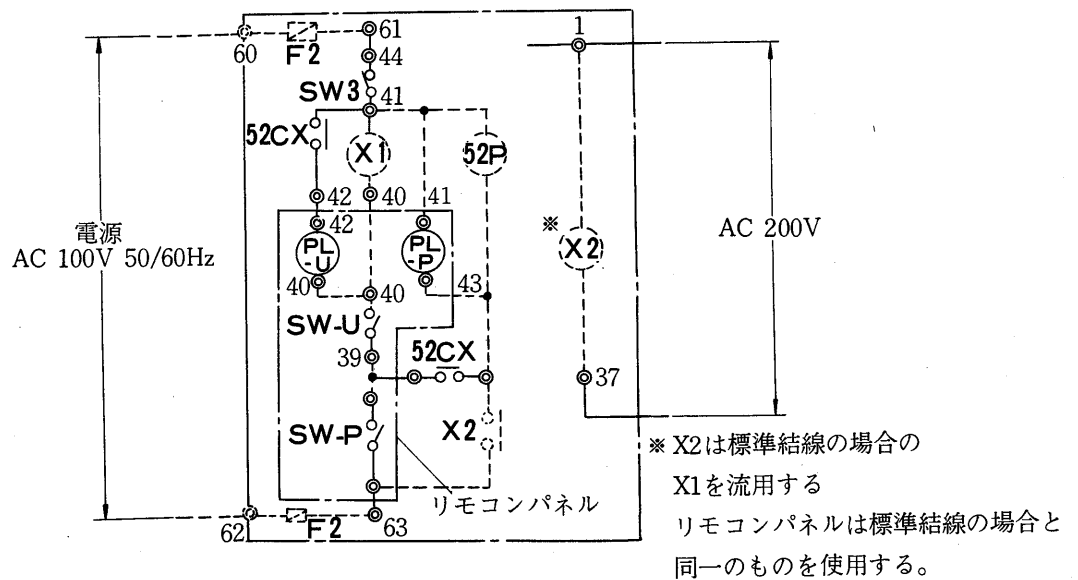 61
1
60
F2
44
SW3
41
52CX
X1
52P
42
40
41
42
電源
AC 100V 50/60Hz
PL
-U
PL
-P
※
X2
AC 200V
40
40
43
SW-U
39
52CX
37
SW-P
X2
リモコンパネル
62
F2
63
※ X2は標準結線の場合の
X1を流用する
リモコンパネルは標準結線の場合と
同一のものを使用する。